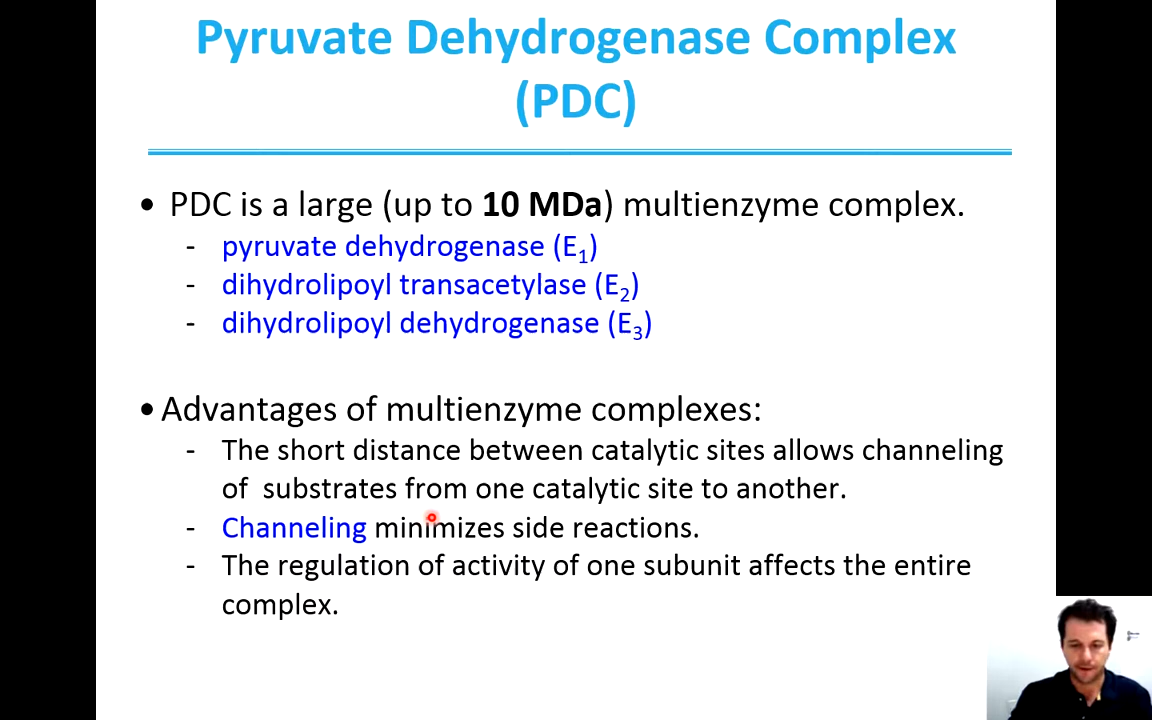 Pyruvate Dehydrogenase Complex
(PDC)
• PDC is a large (up to 10 MDa) multienzyme complex.
- pyruvate dehydrogenase (E₁)
- dihydrolipoyl transacetylase (E₂)
- dihydrolipoyl dehydrogenase (E₃)
• Advantages of multienzyme complexes:
- The short distance between catalytic sites allows channeling
of substrates from one catalytic site to another.
- Channeling minimizes side reactions.
- The regulation of activity of one subunit affects the entire
complex.